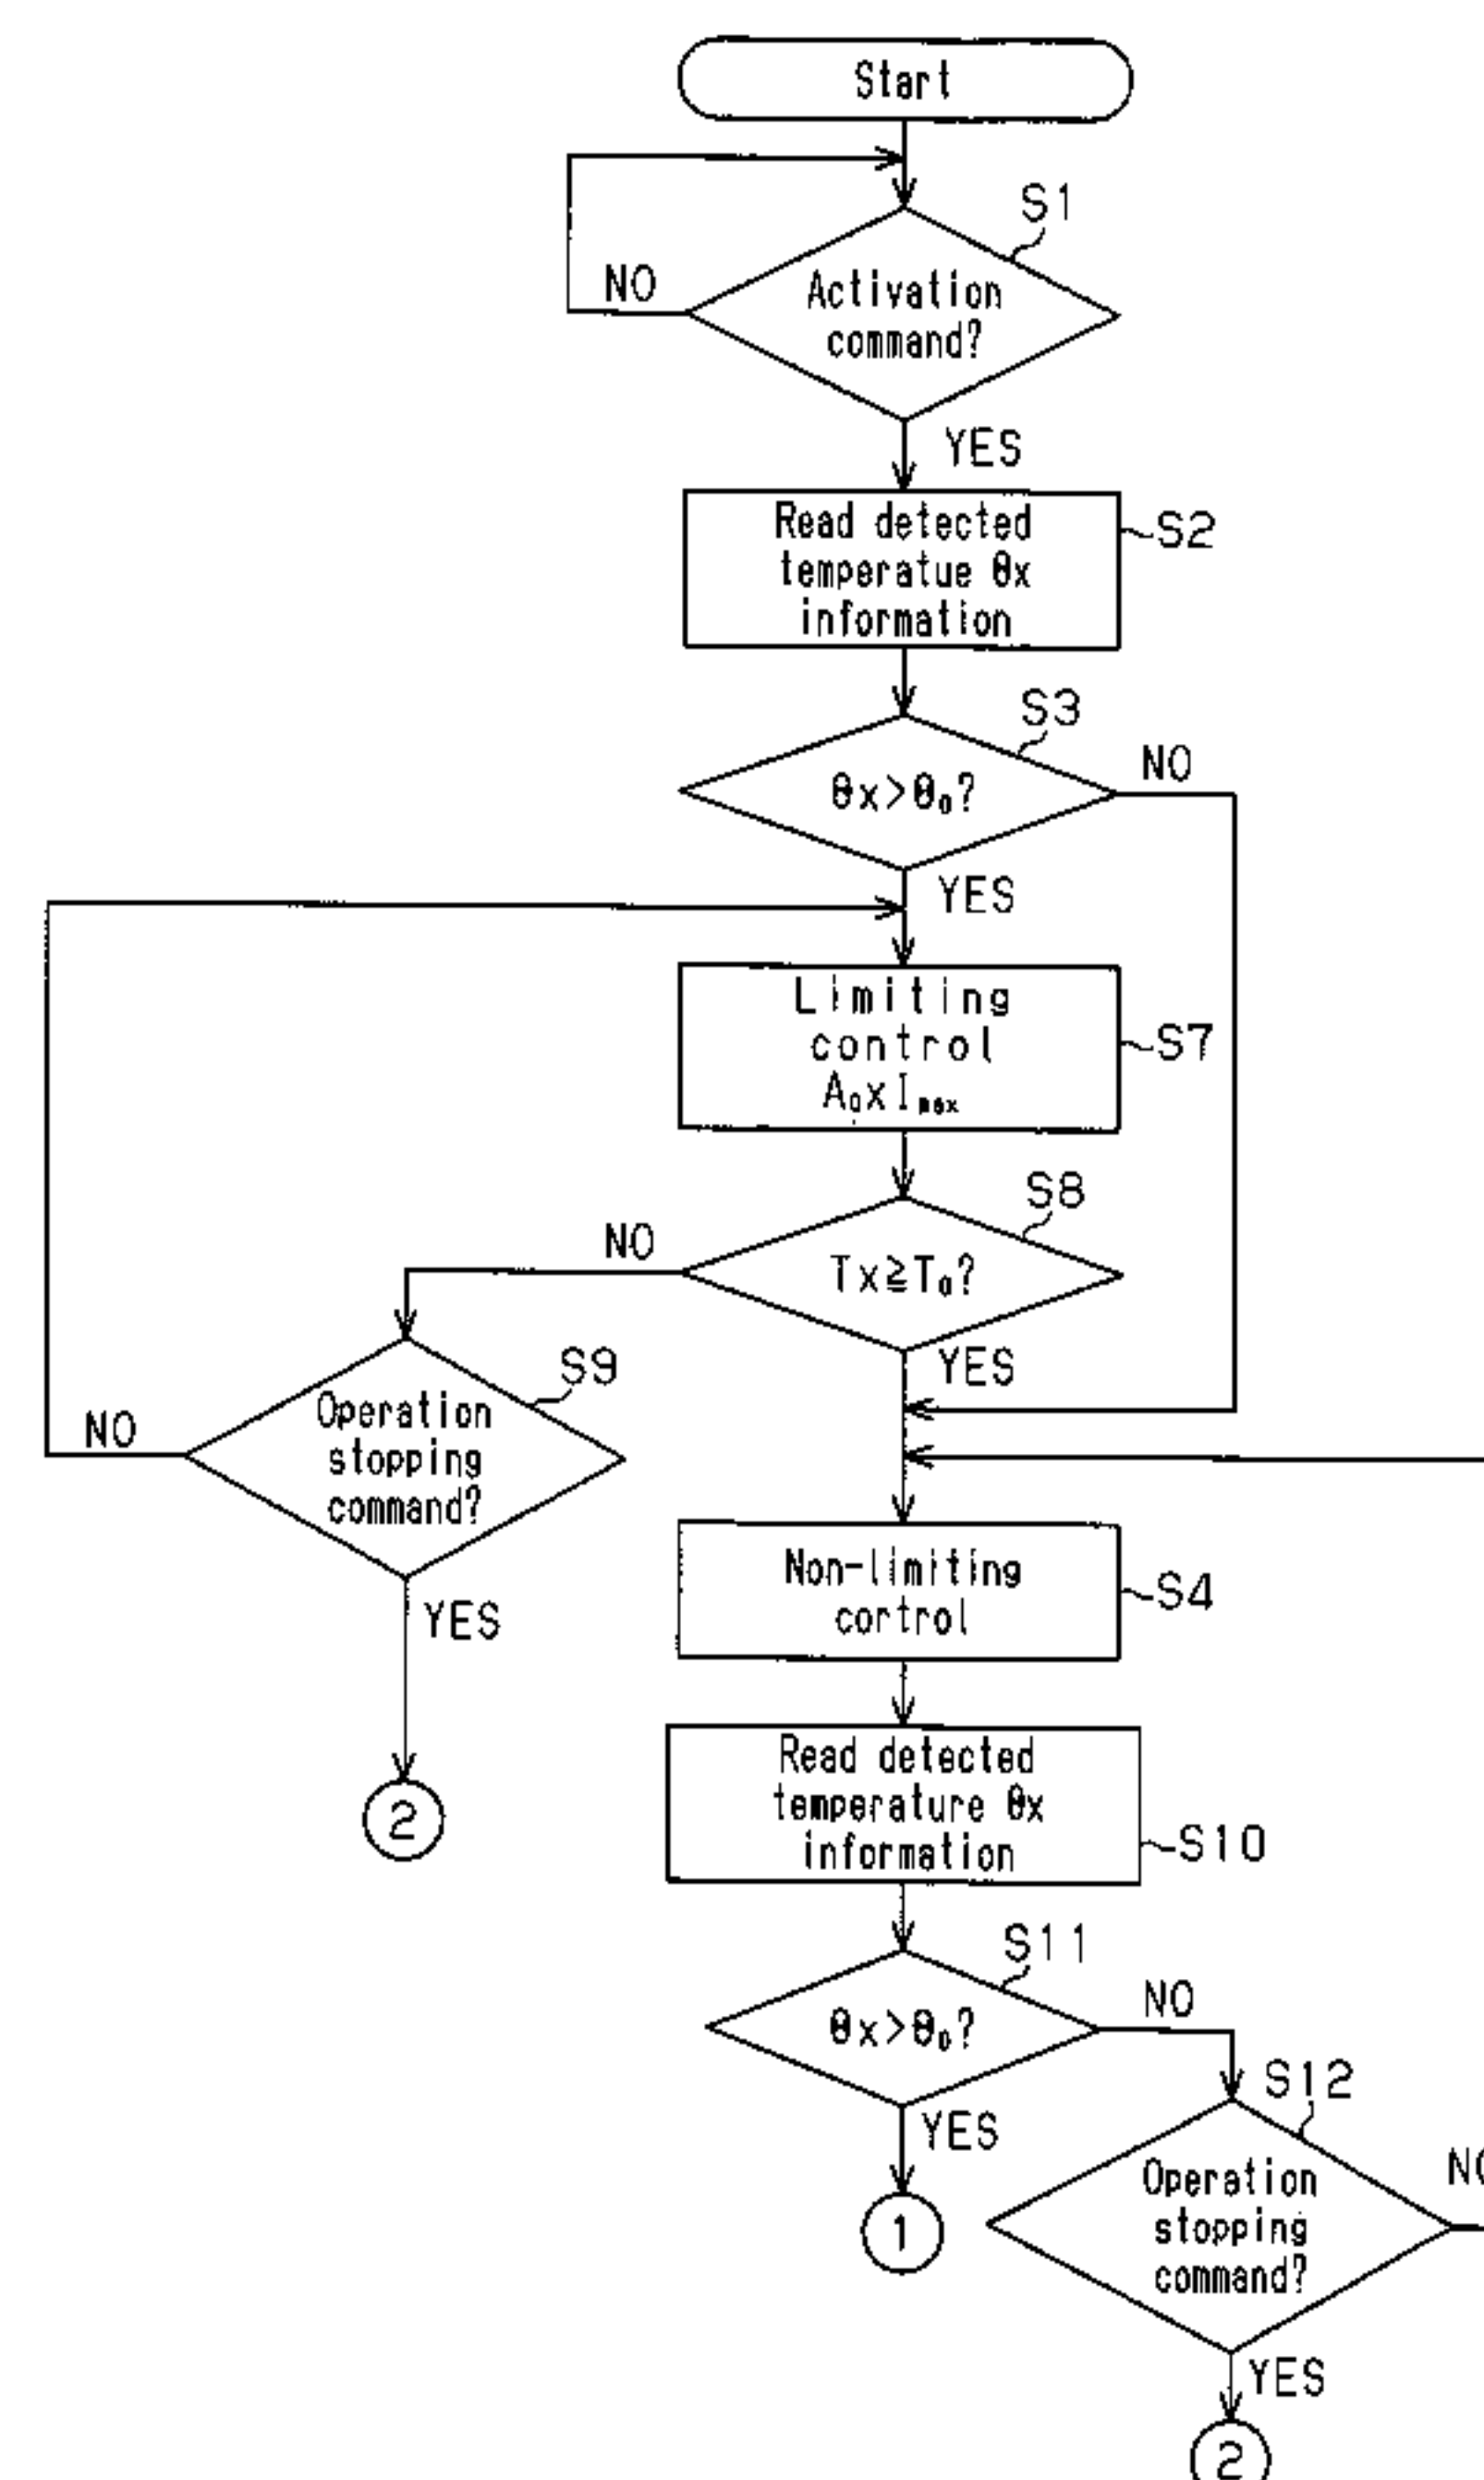 Start
S1
NO
Activation
command?
YES
Read detected
temperatue θx
information
S2
S3
NO
θx>θ₀?
YES
Limiting
control
A₀xIₘₐₓ
S7
S8
NO
Tx≧T₀?
YES
S9
Operation
stopping
command?
NO
YES
2
Non-limiting
cortrol
S4
Read detected
temperature θx
information
S10
S11
NO
θx>θ₀?
YES
1
S12
Operation
stopping
command?
NO
YES
2